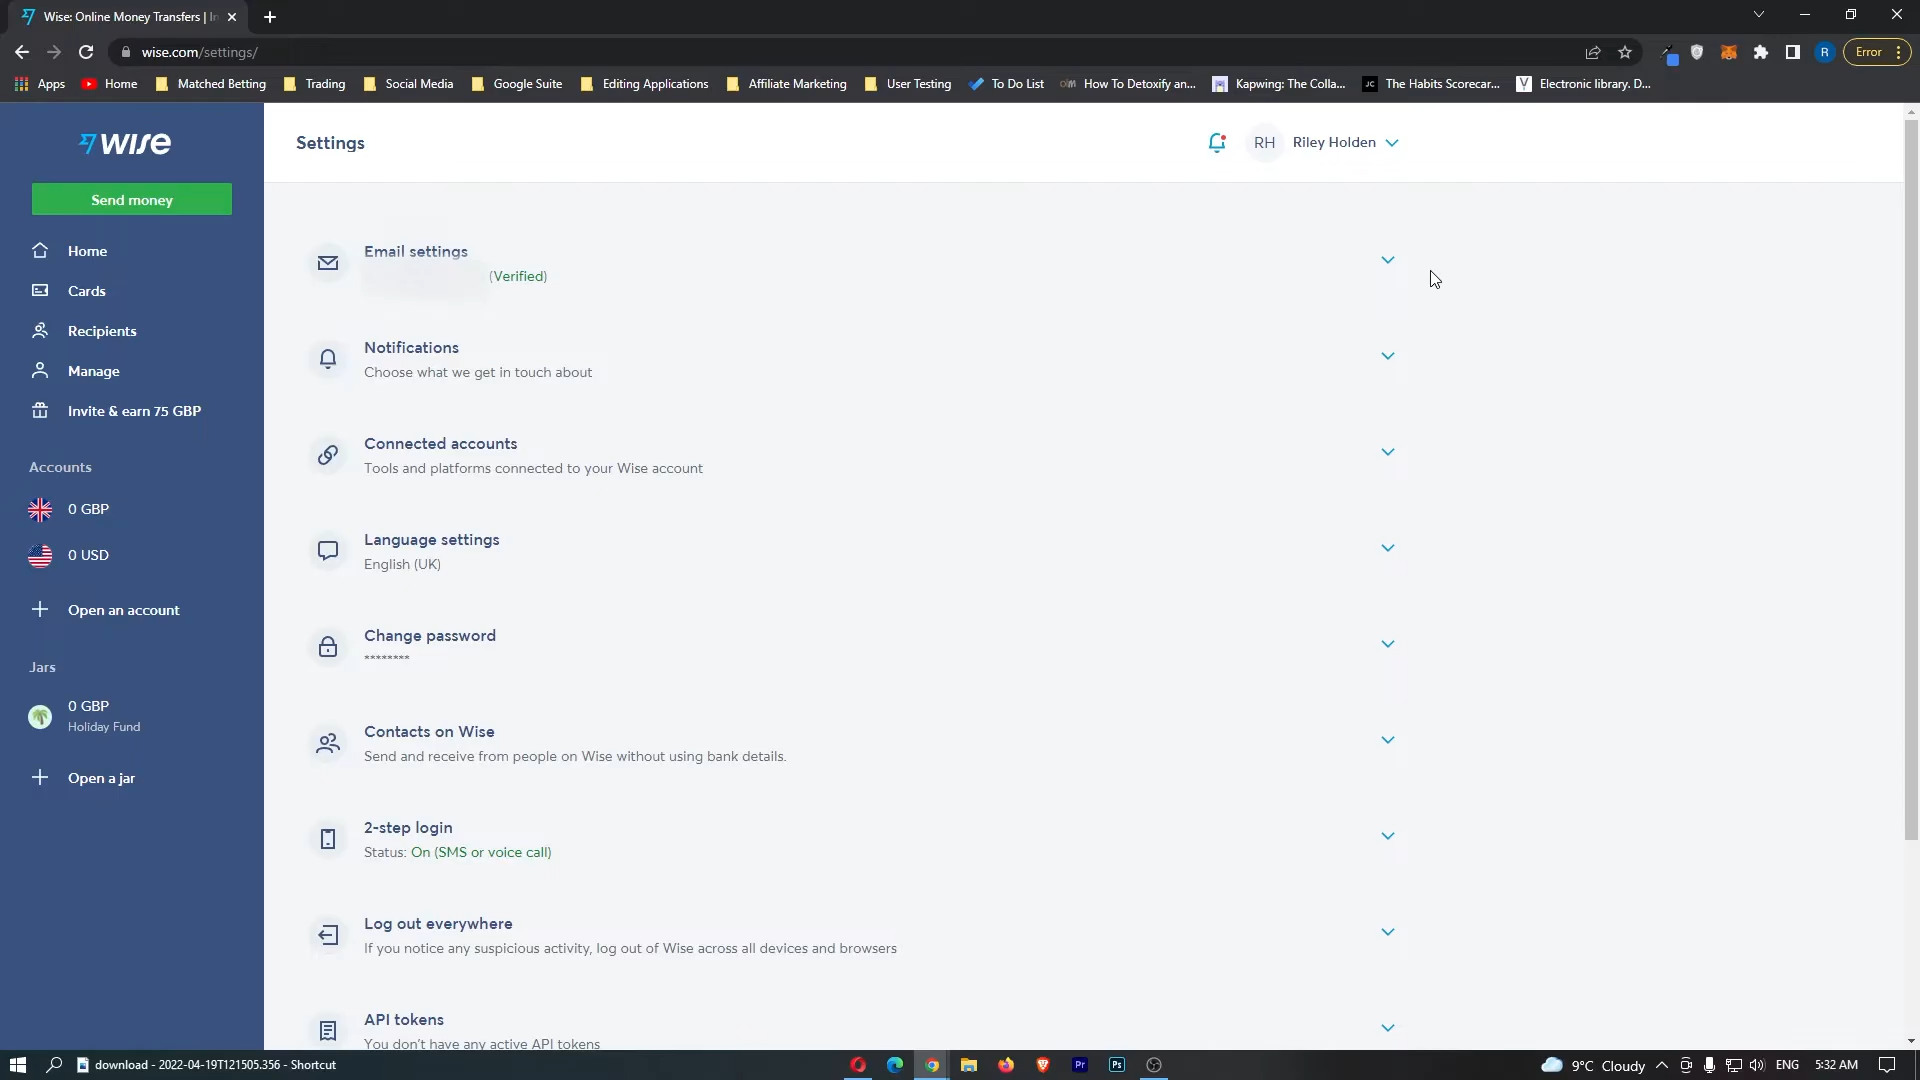 Wise: Online Money Transfers | In
wise.com/settings/
R
Error
Apps
Home
Matched Betting
Trading
Social Media
Google Suite
Editing Applications
Affiliate Marketing
User Testing
To Do List
How To Detoxify an...
Kapwing: The Colla...
JC
The Habits Scorecar...
Electronic library. D...
WISE
Send money
Home
Cards
Recipients
Manage
Invite & earn 75 GBP
Accounts
0 GBP
0 USD
Open an account
Jars
0 GBP
Holiday Fund
Open a jar
Settings
RH
Riley Holden
Email settings
(Verified)
Notifications
Choose what we get in touch about
Connected accounts
Tools and platforms connected to your Wise account
Language settings
English (UK)
Change password
********
Contacts on Wise
Send and receive from people on Wise without using bank details.
2-step login
Status: On (SMS or voice call)
Log out everywhere
If you notice any suspicious activity, log out of Wise across all devices and browsers
API tokens
You don't have any active API tokens
download - 2022-04-19T121505.356 - Shortcut
Pr
Ps
9°C Cloudy
ENG
5:32 AM